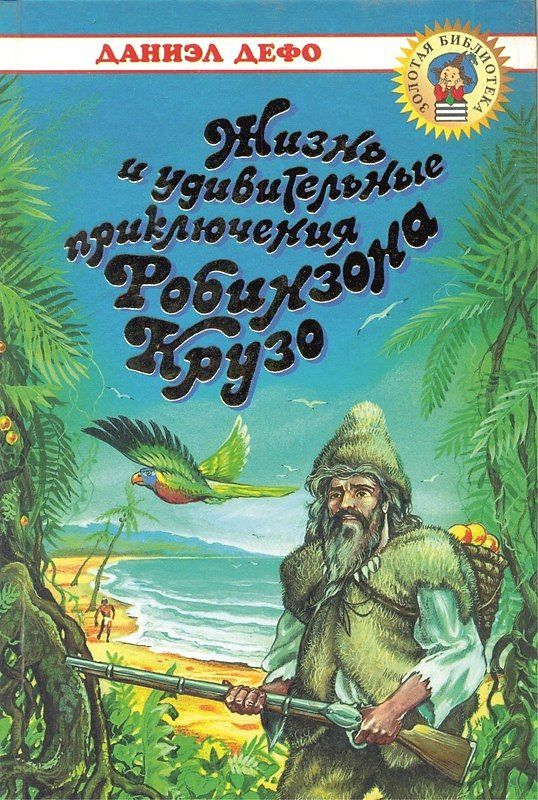 ДАНИЭЛ ДЕФО
ЗОЛОТАЯ БИБЛИОТЕКА
Жизнь
и удивительные
приключения
Робинзона
Крузо